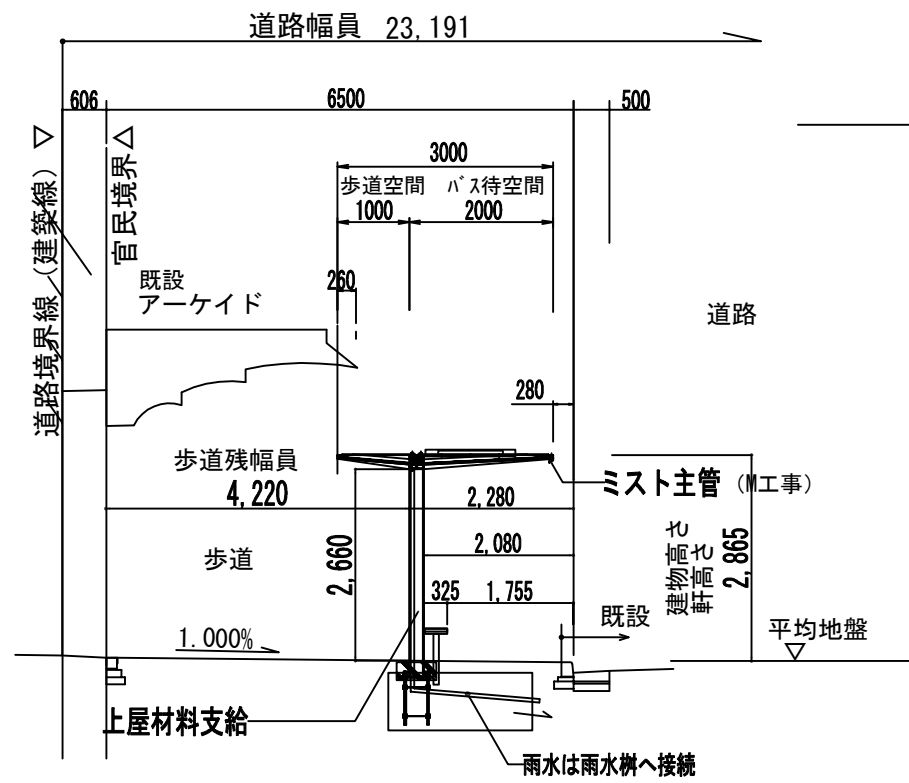 道路幅員 23,191
606
6500
500
3000
歩道空間 バス待空間
1000
2000
道路境界線(建築線)▽
官民境界△
既設
アーケイド
260
道路
280
歩道残幅員
4,220
2,280
ミスト主管 (M工事)
2,080
歩道
2,660
325
1,755
建物高さ
軒高さ
2,865
既設
平均地盤
1.000%
上屋材料支給
雨水は雨水桝へ接続